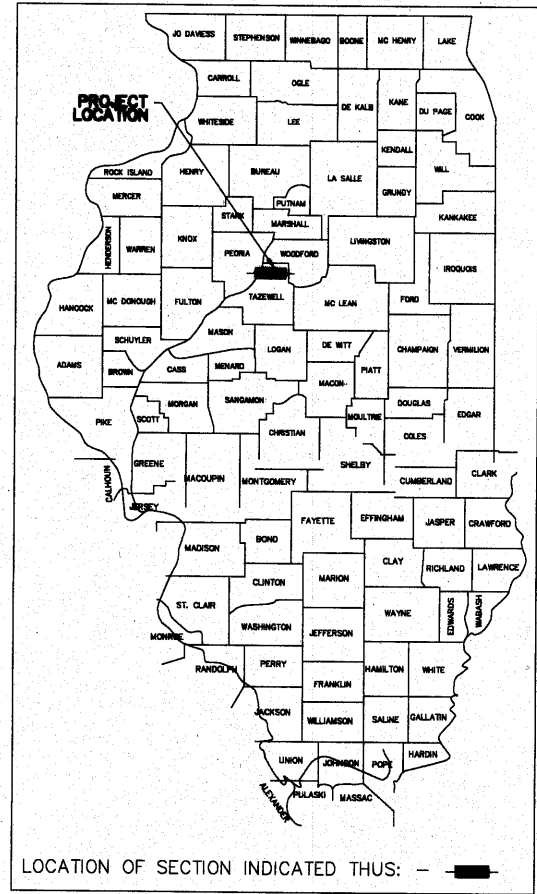 JO DAVIESS
STEPHENSON
WINNEBAGO
BOONE
MC HENRY
LAKE
CARROLL
OGLE
DE KALB
KANE
DU PAGE
COOK
PROJECT
LOCATION
WHITESIDE
LEE
KENDALL
WILL
ROCK ISLAND
HENRY
BUREAU
LA SALLE
GRUNDY
MERCER
PUTNAM
STARK
MARSHALL
KANKAKEE
HENDERSON
WARREN
KNOX
PEORIA
WOODFORD
LIVINGSTON
IROQUOIS
HANCOCK
MC DONOUGH
FULTON
TAZEWELL
MC LEAN
FORD
MASON
SCHUYLER
LOGAN
DE WITT
CHAMPAIGN
VERMILION
ADAMS
BROWN
CASS
MENARD
PIATT
MACON
MORGAN
SANGAMON
DOUGLAS
EDGAR
PIKE
SCOTT
CHRISTIAN
MOULTRIE
COLES
GREENE
MACOUPIN
MONTGOMERY
SHELBY
CUMBERLAND
CLARK
CALHOUN
JERSEY
FAYETTE
EFFINGHAM
JASPER
CRAWFORD
MADISON
BOND
CLAY
RICHLAND
LAWRENCE
CLINTON
MARION
ST. CLAIR
WAYNE
EDWARDS
WABASH
WASHINGTON
JEFFERSON
MONROE
RANDOLPH
PERRY
HAMILTON
WHITE
FRANKLIN
JACKSON
WILLIAMSON
SALINE
GALLATIN
UNION
JOHNSON
POPE
HARDIN
ALEXANDER
PULASKI
MASSAC
LOCATION OF SECTION INDICATED THUS: -